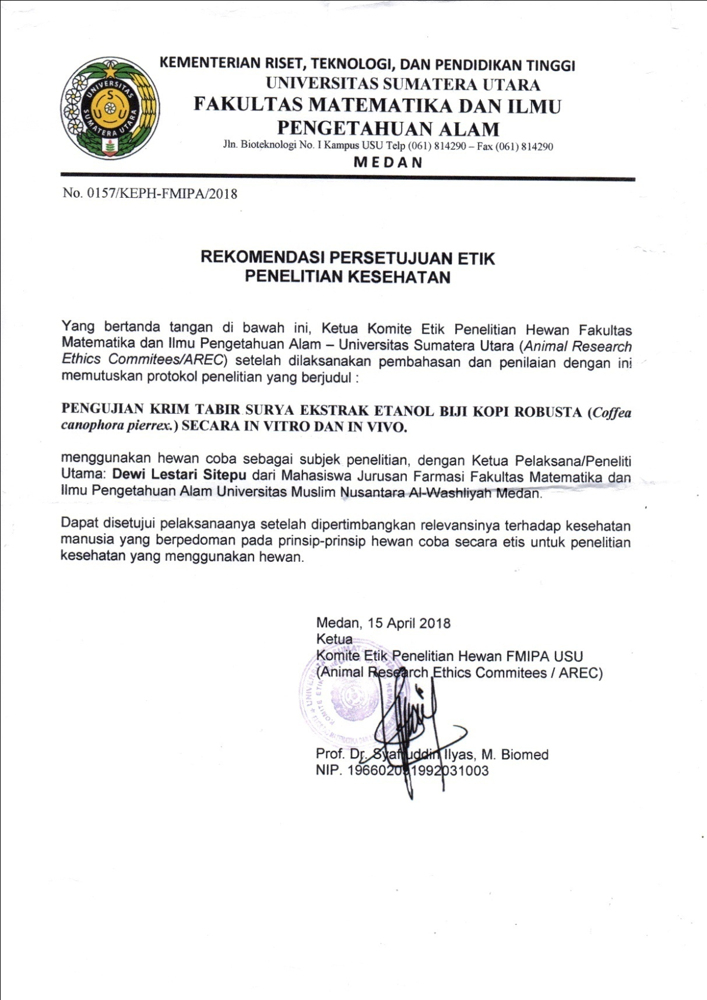 KEMENTERIAN RISET, TEKNOLOGI, DAN PENDIDIKAN TINGGI
UNIVERSITAS SUMATERA UTARA
FAKULTAS MATEMATIKA DAN ILMU
PENGETAHUAN ALAM
Jln. Bioteknologi No. I Kampus USU Telp (061) 814290 – Fax (061) 814290
MEDAN
UNIVERSITAS
SUMATERA UTARA
U S U
No. 0157/KEPH-FMIPA/2018
REKOMENDASI PERSETUJUAN ETIK
PENELITIAN KESEHATAN
Yang bertanda tangan di bawah ini, Ketua Komite Etik Penelitian Hewan Fakultas
Matematika dan Ilmu Pengetahuan Alam – Universitas Sumatera Utara (Animal Research
Ethics Commitees/AREC) setelah dilaksanakan pembahasan dan penilaian dengan ini
memutuskan protokol penelitian yang berjudul :
PENGUJIAN KRIM TABIR SURYA EKSTRAK ETANOL BIJI KOPI ROBUSTA (Coffea
canophora pierrex.) SECARA IN VITRO DAN IN VIVO.
menggunakan hewan coba sebagai subjek penelitian, dengan Ketua Pelaksana/Peneliti
Utama: Dewi Lestari Sitepu dari Mahasiswa Jurusan Farmasi Fakultas Matematika dan
Ilmu Pengetahuan Alam Universitas Muslim Nusantara Al-Washliyah Medan.
Dapat disetujui pelaksanaanya setelah dipertimbangkan relevansinya terhadap kesehatan
manusia yang berpedoman pada prinsip-prinsip hewan coba secara etis untuk penelitian
kesehatan yang menggunakan hewan.
Medan, 15 April 2018
Ketua
Komite Etik Penelitian Hewan FMIPA USU
(Animal Research Ethics Commitees / AREC)
KOMITE ETIK HEWAN
Prof. Dr. Syafruddin Ilyas, M. Biomed
NIP.